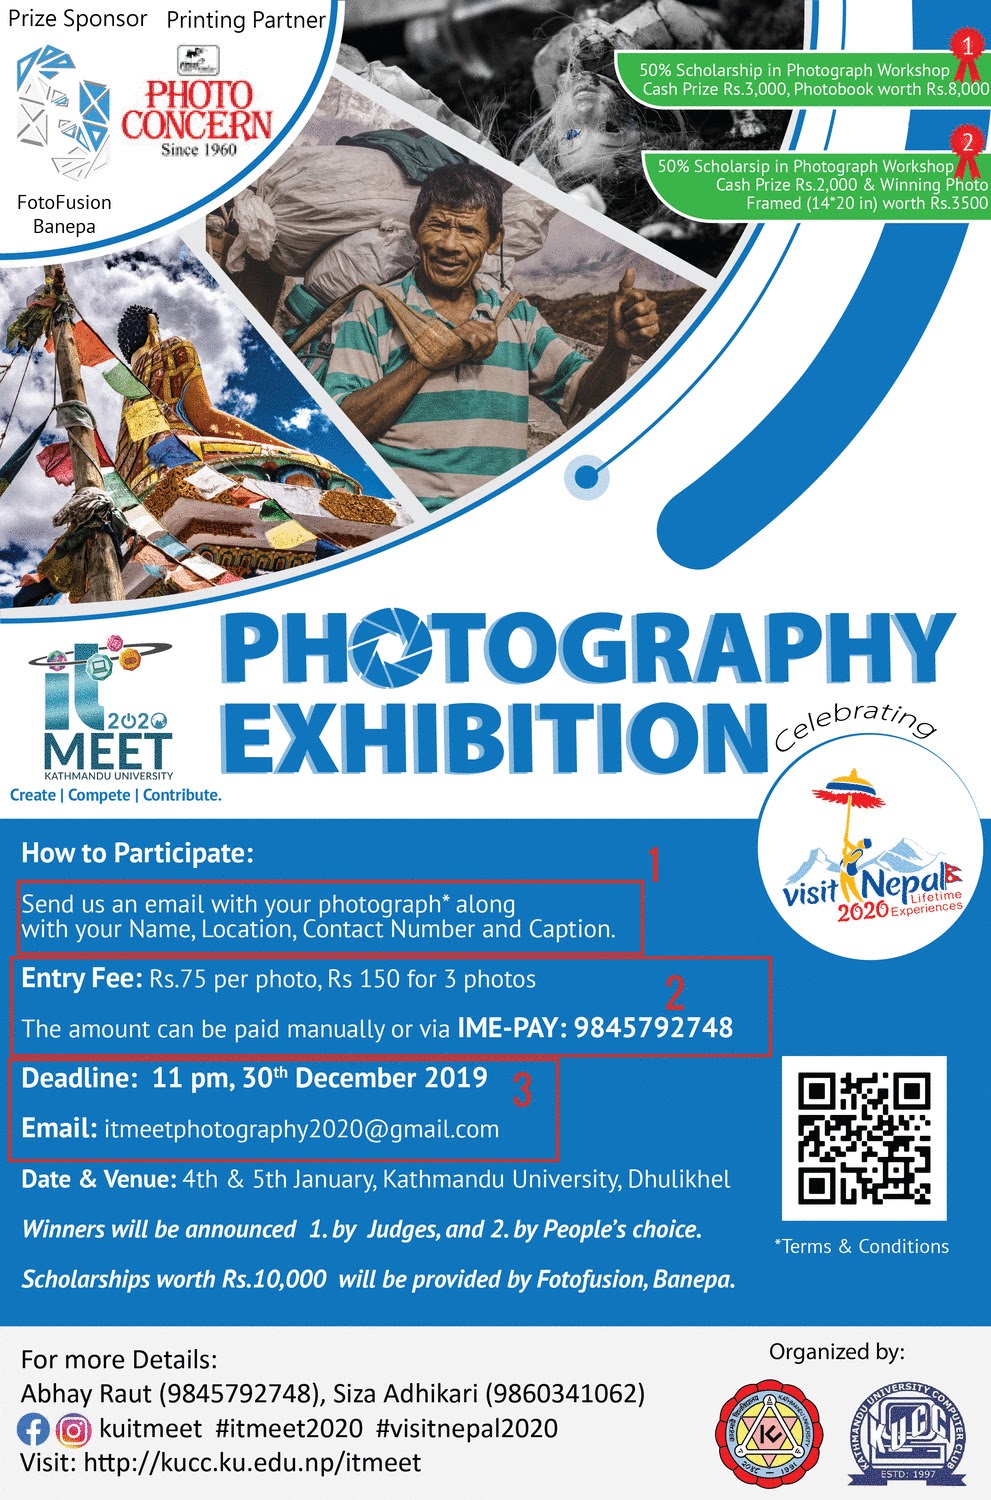 Prize Sponsor
Printing Partner
PHOTO
CONCERN
Since 1960
FotoFusion
Banepa
1
50% Scholarship in Photograph Workshop
Cash Prize Rs.3,000, Photobook worth Rs.8,000
2
50% Scholarsip in Photograph Workshop
Cash Prize Rs.2,000 & Winning Photo
Framed (14*20 in) worth Rs.3500
it
2020
MEET
KATHMANDU UNIVERSITY
Create | Compete | Contribute.
PHOTOGRAPHY
EXHIBITION
Celebrating
visit Nepal
2020
Lifetime
Experiences
How to Participate:
1
Send us an email with your photograph* along
with your Name, Location, Contact Number and Caption.
Entry Fee: Rs.75 per photo, Rs 150 for 3 photos
2
The amount can be paid manually or via IME-PAY: 9845792748
Deadline: 11 pm, 30th December 2019
3
Email: itmeetphotography2020@gmail.com
Date & Venue: 4th & 5th January, Kathmandu University, Dhulikhel
Winners will be announced 1. by Judges, and 2. by People's choice.
Scholarships worth Rs.10,000 will be provided by Fotofusion, Banepa.
*Terms & Conditions
For more Details:
Abhay Raut (9845792748), Siza Adhikari (9860341062)
kuitmeet #itmeet2020 #visitnepal2020
Visit: http://kucc.ku.edu.np/itmeet
Organized by:
KATHMANDU UNIVERSITY
KU
1991
KATHMANDU UNIVERSITY COMPUTER CLUB
KUCC
ESTD: 1997